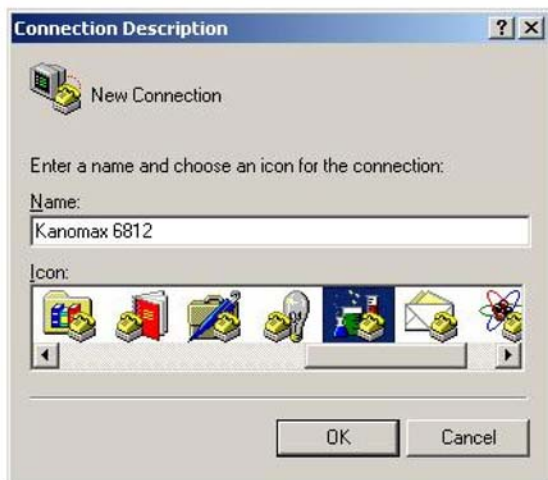 Connection Description
New Connection
Enter a name and choose an icon for the connection:
Name:
Kanomax 6812
Icon:
OK Cancel